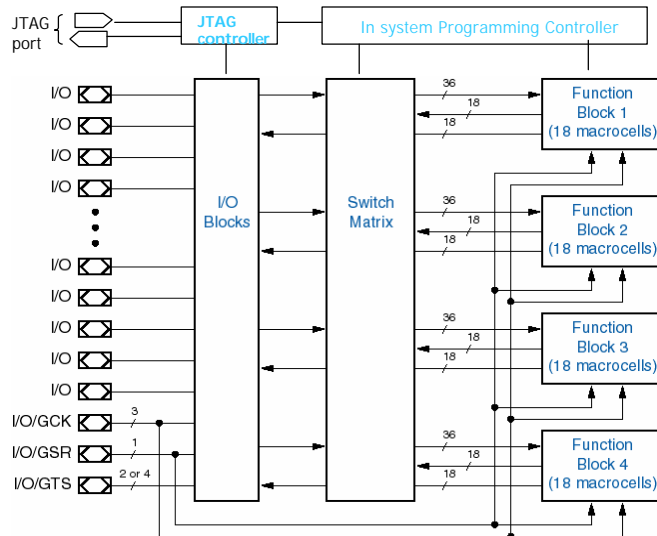 JTAG
port
JTAG
controller
In system Programming Controller
I/O
I/O
I/O
I/O
I/O
I/O
I/O
I/O
I/O
I/O/GCK
3
I/O/GSR
1
I/O/GTS
2 or 4
I/O
Blocks
Switch
Matrix
36
18
18
Function
Block 1
(18 macrocells)
36
18
18
Function
Block 2
(18 macrocells)
36
18
18
Function
Block 3
(18 macrocells)
36
18
18
Function
Block 4
(18 macrocells)